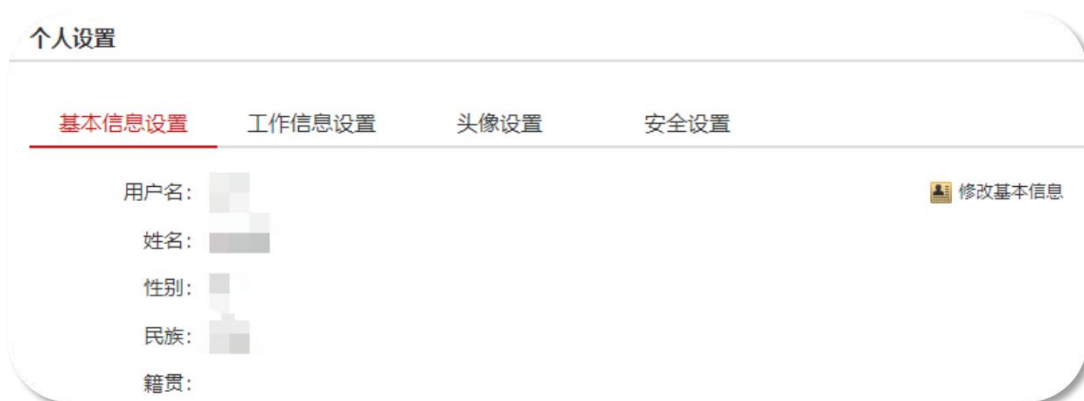 个人设置
基本信息设置 工作信息设置 头像设置 安全设置
用户名： 修改基本信息
姓名：
性别：
民族：
籍贯：